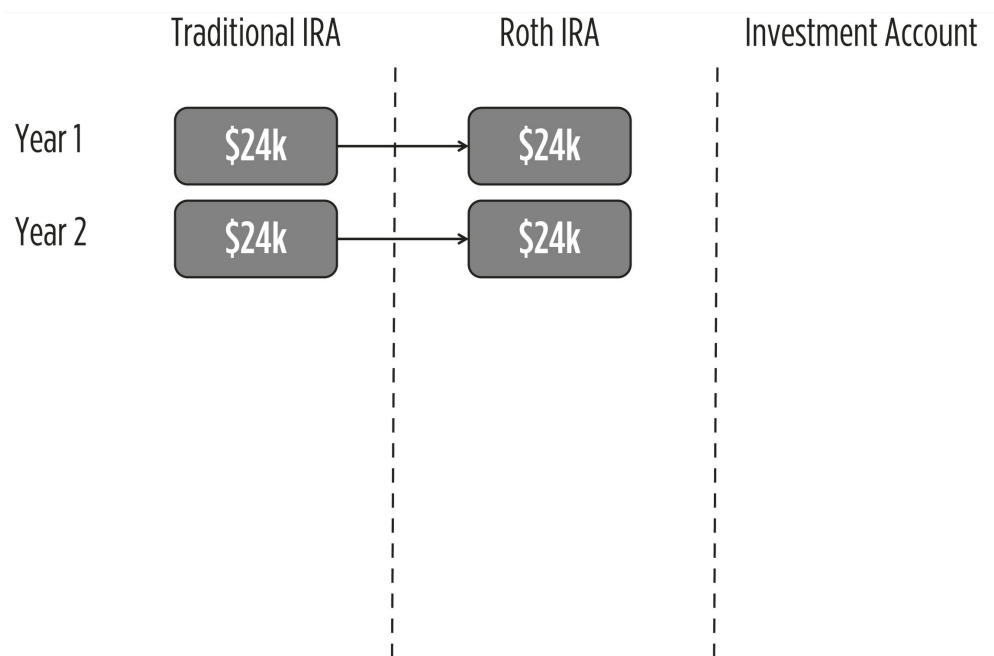 Traditional IRA Roth IRA Investment Account
Year 1 $24k $24k
Year 2 $24k $24k